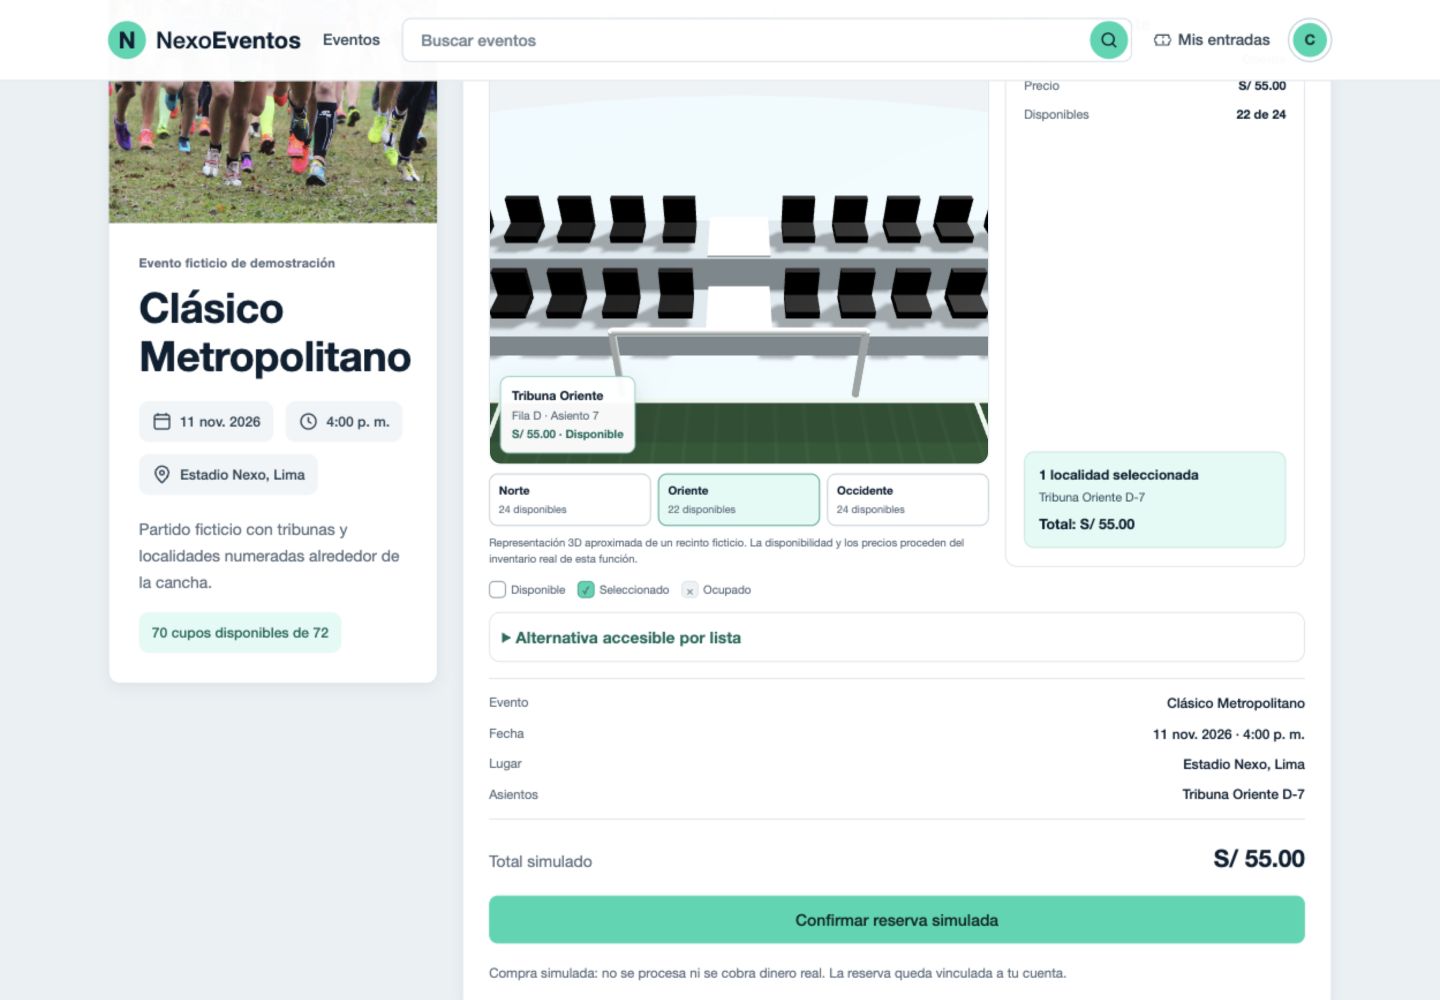 N NexoEventos Eventos Buscar eventos Mis entradas C
Evento ficticio de demostración
Clásico
Metropolitano
11 nov. 2026 4:00 p. m.
Estadio Nexo, Lima
Partido ficticio con tribunas y
localidades numeradas alrededor de
la cancha.
70 cupos disponibles de 72
Tribuna Oriente
Fila D · Asiento 7
S/ 55.00 · Disponible
Norte
24 disponibles
Oriente
22 disponibles
Occidente
24 disponibles
Representación 3D aproximada de un recinto ficticio. La disponibilidad y los precios proceden del
inventario real de esta función.
Disponible Seleccionado Ocupado
Precio S/ 55.00
Disponibles 22 de 24
1 localidad seleccionada
Tribuna Oriente D-7
Total: S/ 55.00
Alternativa accesible por lista
Evento Clásico Metropolitano
Fecha 11 nov. 2026 · 4:00 p. m.
Lugar Estadio Nexo, Lima
Asientos Tribuna Oriente D-7
Total simulado S/ 55.00
Confirmar reserva simulada
Compra simulada: no se procesa ni se cobra dinero real. La reserva queda vinculada a tu cuenta.